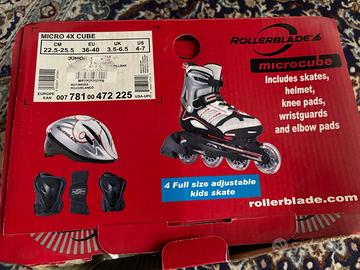 MICRO 4X CUBE
CM EU UK US
22.5-25.5 36-40 3.5-6.5 4-7
EUROPE
EAN
007 781 00 472 225
USA-UPC
ROLLERBLADE
microcube
Includes skates,
helmet,
knee pads,
wristguards
and elbow pads
4 Full size adjustable
kids skate
rollerblade.com